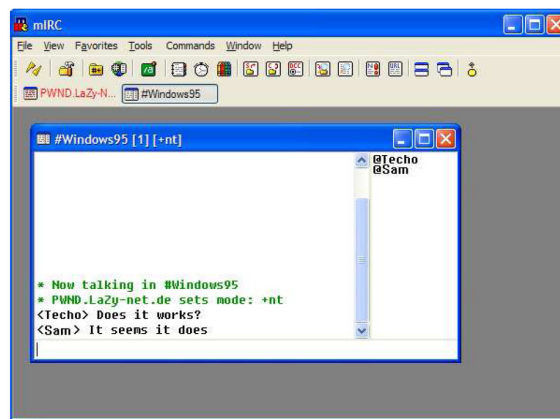 mIRC
File View Favorites Tools Commands Window Help
PWND.LaZy-N... #Windows95
#Windows95 [1] [+nt]
@Techo
@Sam
* Now talking in #Windows95
* PWND.LaZy-net.de sets mode: +nt
<Techo> Does it works?
<Sam> It seems it does